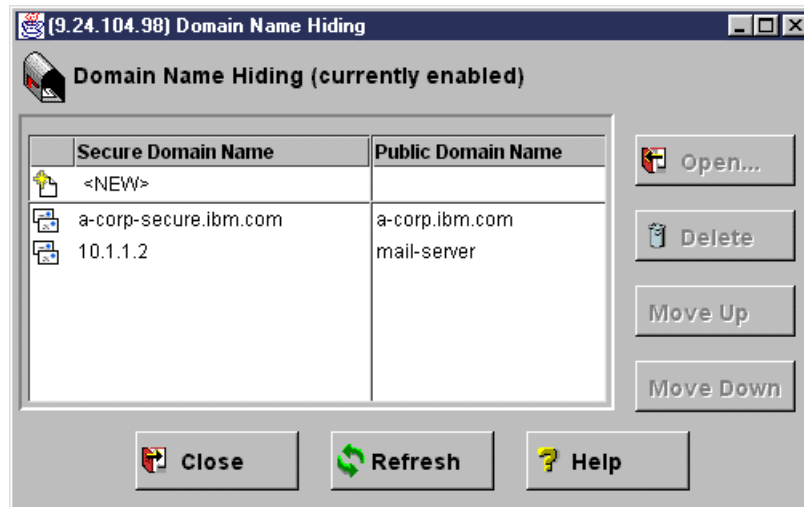 (9.24.104.98) Domain Name Hiding
Domain Name Hiding (currently enabled)
Secure Domain Name Public Domain Name
<NEW>
a-corp-secure.ibm.com a-corp.ibm.com
10.1.1.2 mail-server
Open...
Delete
Move Up
Move Down
Close Refresh Help